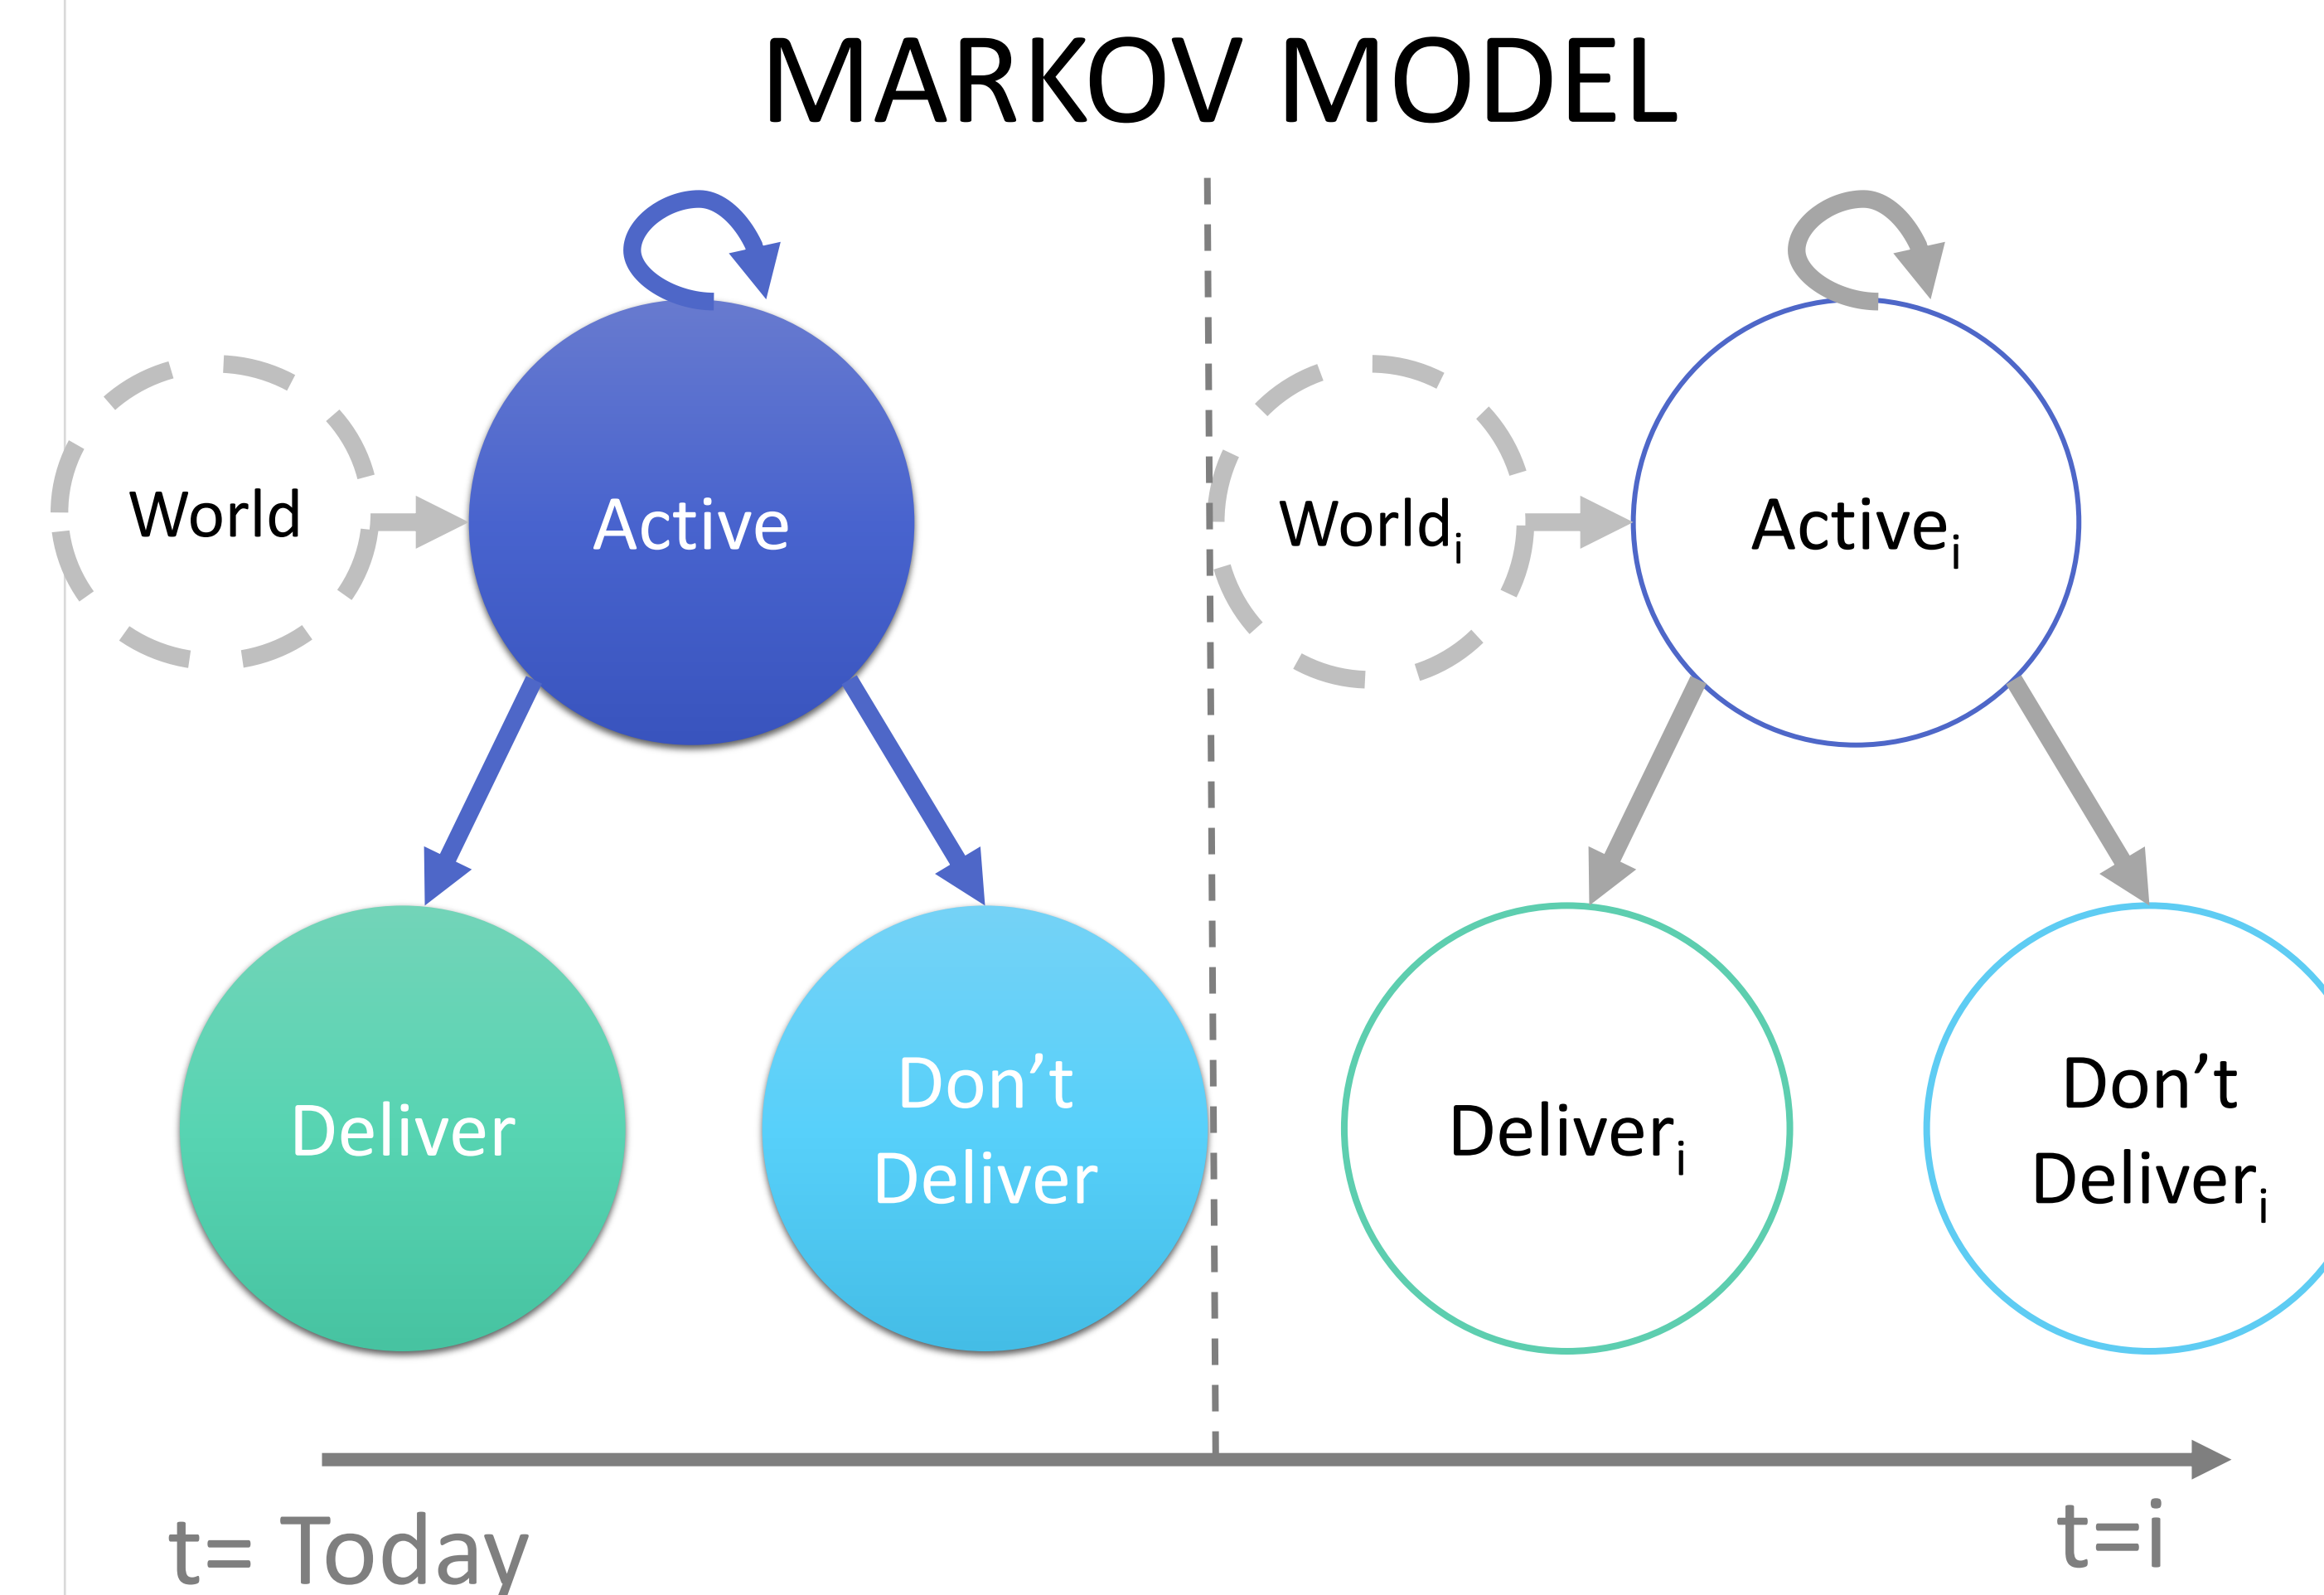 MARKOV MODEL
World
Active
Deliver
Don’t
Deliver
Worldᵢ
Activeᵢ
Deliverᵢ
Don’t
Deliverᵢ
t= Today
t=i